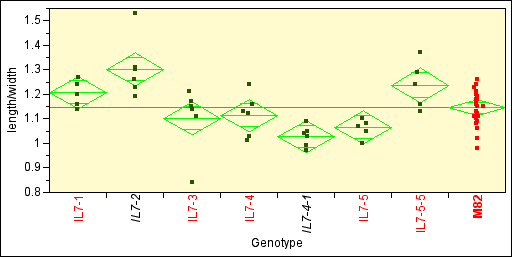 length/width
1.5
1.4
1.3
1.2
1.1
1
0.9
0.8
IL7-1
IL7-2
IL7-3
IL7-4
IL7-4-1
IL7-5
IL7-5-5
M82
Genotype